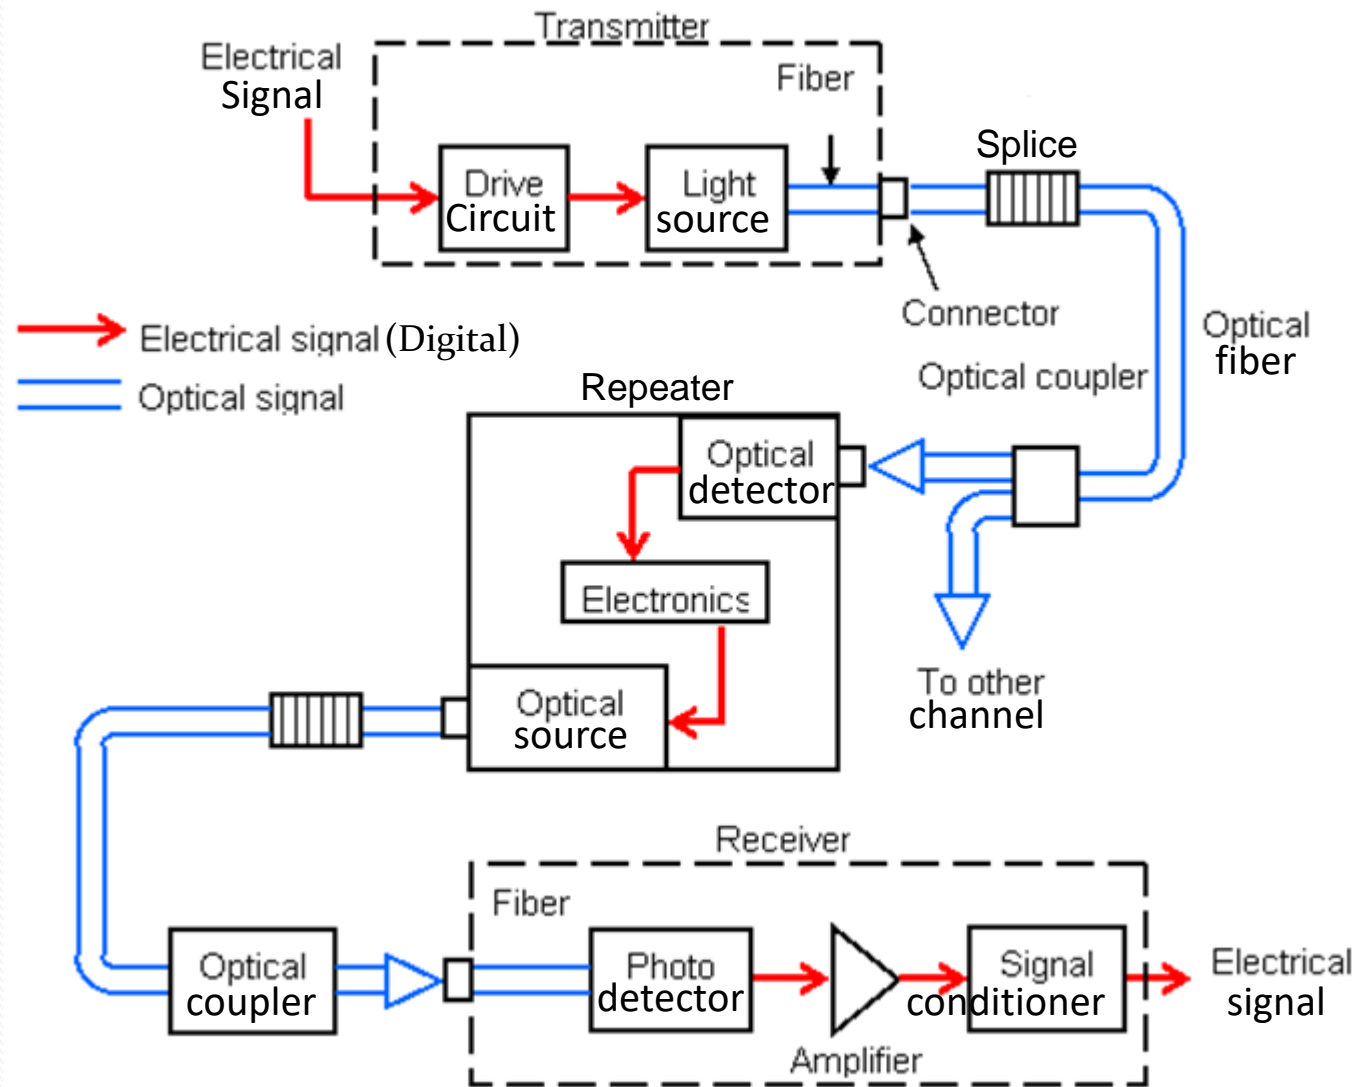 Transmitter
Electrical
Signal
Fiber
Drive
Circuit
Light
source
Splice
Connector
Optical
fiber
Electrical signal (Digital)
Optical signal
Optical coupler
Repeater
Optical
detector
Electronics
Optical
source
To other
channel
Receiver
Fiber
Optical
coupler
Photo
detector
Amplifier
Signal
conditioner
Electrical
signal